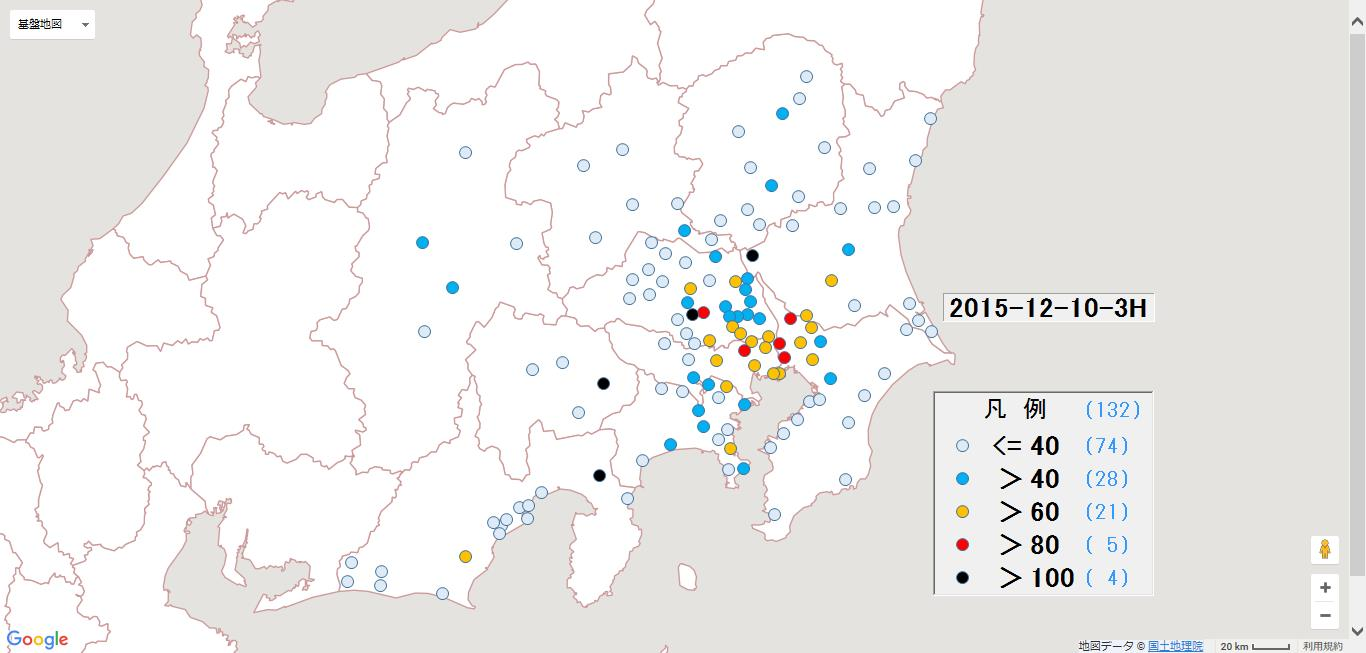 基盤地図
2015-12-10-3H
凡 例 (132)
<= 40 (74)
> 40 (28)
> 60 (21)
> 80 ( 5)
> 100 ( 4)
Google
地図データ © 国土地理院 20 km 利用規約